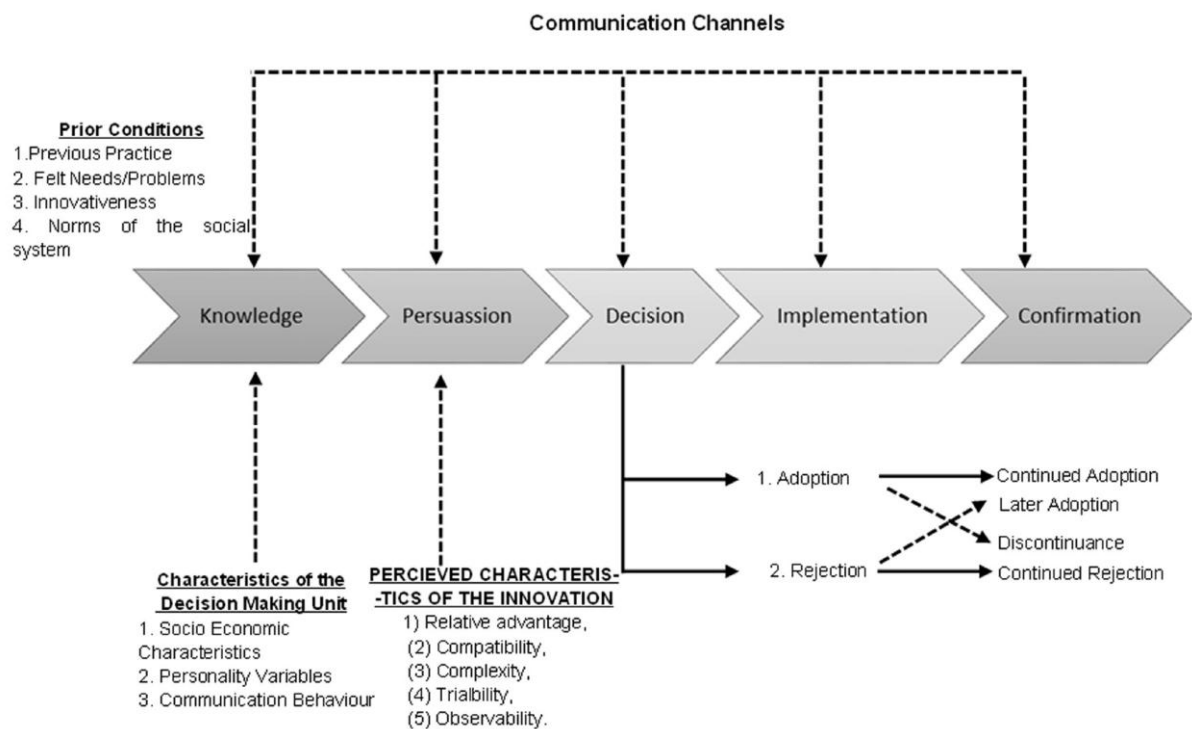 Communication Channels
Prior Conditions
1.Previous Practice
2. Felt Needs/Problems
3. Innovativeness
4. Norms of the social
system
Knowledge
Persuassion
Decision
Implementation
Confirmation
1. Adoption
Continued Adoption
Later Adoption
Discontinuance
2. Rejection
Continued Rejection
Characteristics of the
Decision Making Unit
1. Socio Economic
Characteristics
2. Personality Variables
3. Communication Behaviour
PERCIEVED CHARACTERIS-
-TICS OF THE INNOVATION
1) Relative advantage,
(2) Compatibility,
(3) Complexity,
(4) Trialbility,
(5) Observability.